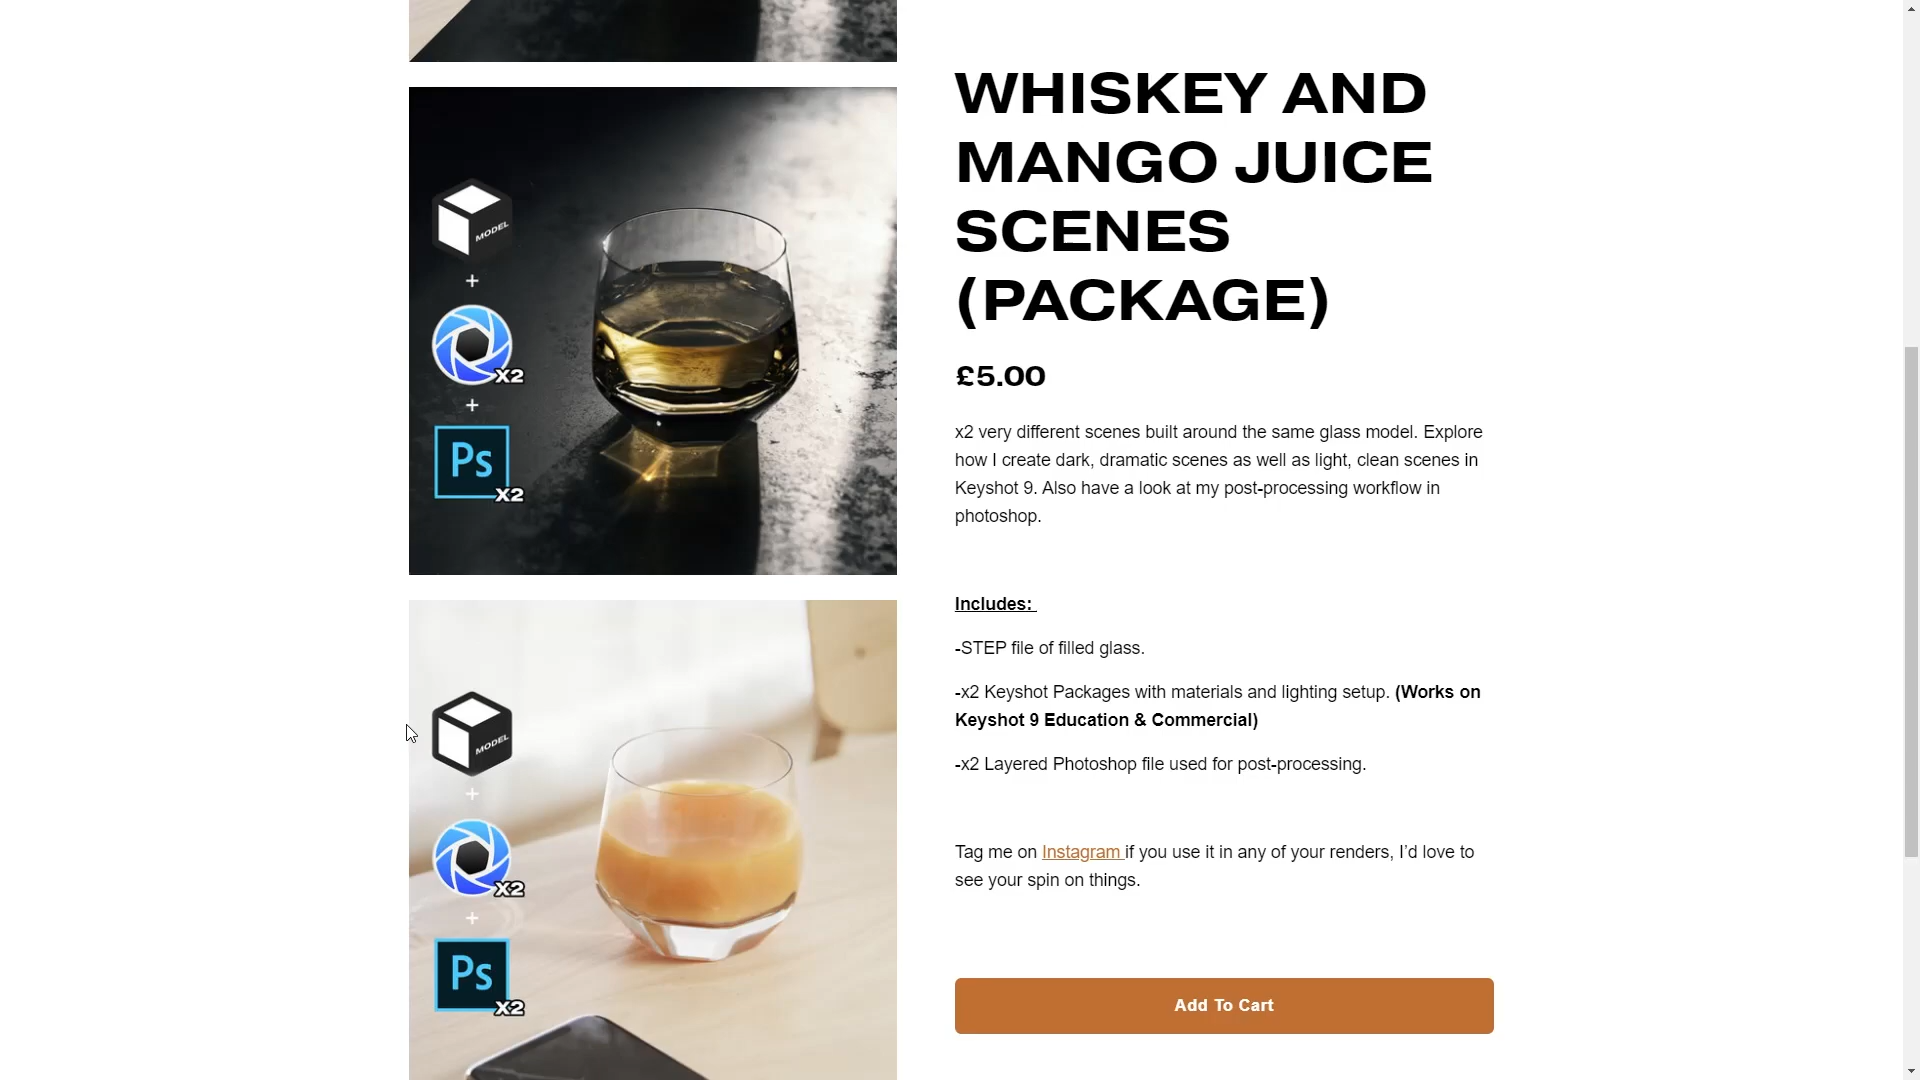 WHISKEY AND
MANGO JUICE
SCENES
(PACKAGE)
£5.00
x2 very different scenes built around the same glass model. Explore
how I create dark, dramatic scenes as well as light, clean scenes in
Keyshot 9. Also have a look at my post-processing workflow in
photoshop.
Includes:
-STEP file of filled glass.
-x2 Keyshot Packages with materials and lighting setup. (Works on
Keyshot 9 Education & Commercial)
-x2 Layered Photoshop file used for post-processing.
Tag me on Instagram if you use it in any of your renders, I’d love to
see your spin on things.
Add To Cart
MODEL
+
X2
+
Ps
X2
MODEL
+
X2
+
Ps
X2